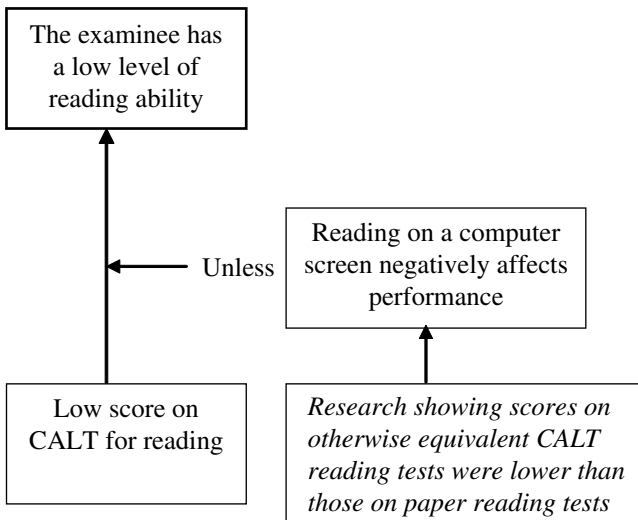 The examinee has
a low level of
reading ability
Reading on a computer
screen negatively affects
performance
Unless
Low score on
CALT for reading
Research showing scores on
otherwise equivalent CALT
reading tests were lower than
those on paper reading tests